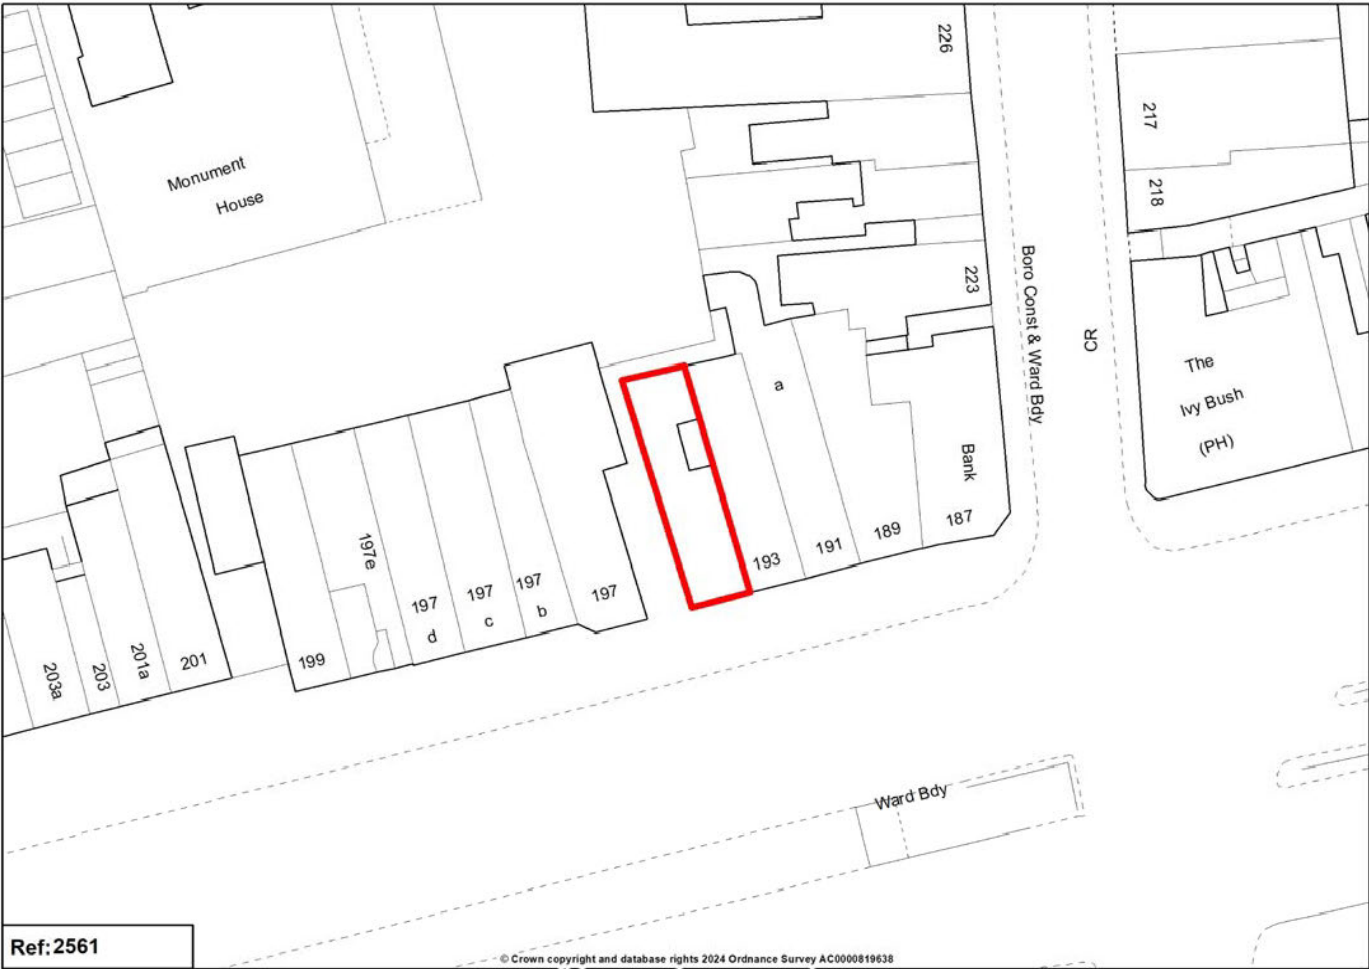 226
217
218
Monument
House
223
Boro Const & Ward Bdy
CR
The
Ivy Bush
(PH)
a
Bank
187
189
191
193
197
197
b
197
c
197
d
197e
199
201
201a
203
203a
Ward Bdy
Ref:2561
© Crown copyright and database rights 2024 Ordnance Survey AC0000819638